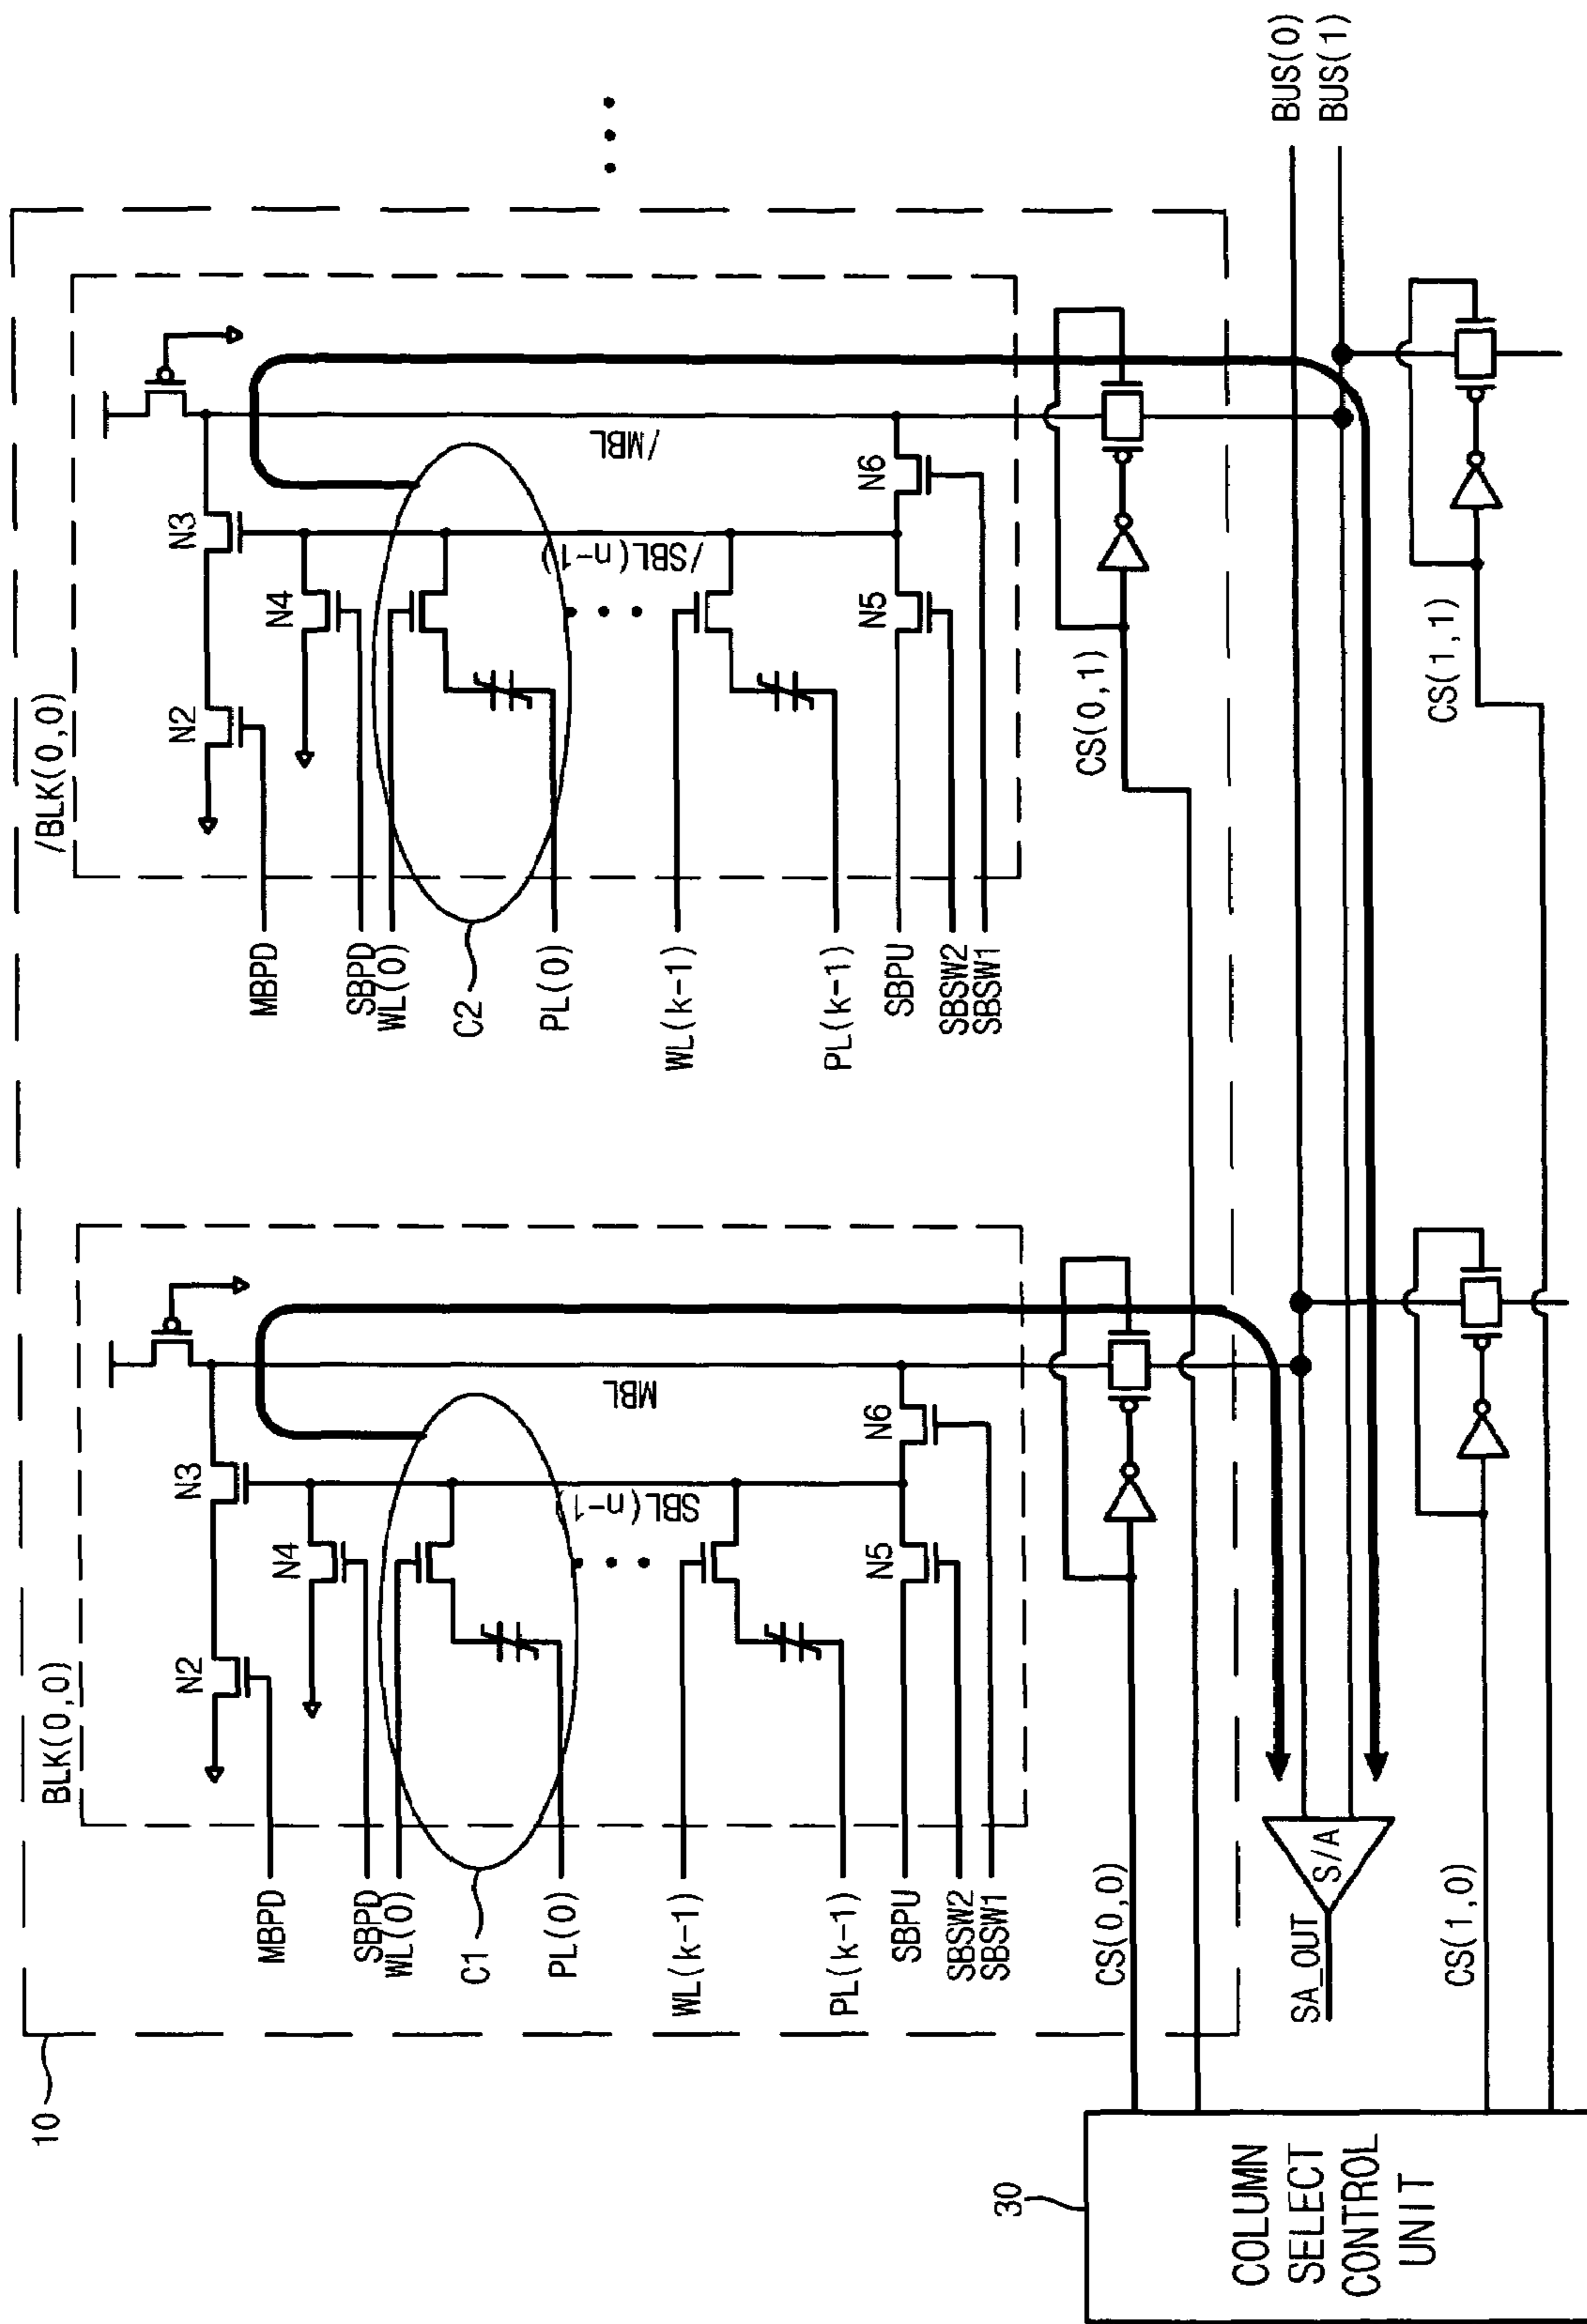 10
BLK(0,0)
MBPD
N2
N3
SBPD
N4
WL(0)
C1
PL(0)
SBL(n-1)
MBL
WL(k-1)
PL(k-1)
SBPU
N5
N6
SBSW2
SBSW1
/BLK(0,0)
MBPD
N2
N3
SBPD
N4
WL(0)
C2
PL(0)
/SBL(n-1)
/MBL
WL(k-1)
PL(k-1)
SBPU
N5
N6
SBSW2
SBSW1
CS(0,0)
CS(0,1)
BUS(0)
BUS(1)
S/A
SA_OUT
CS(1,0)
CS(1,1)
30
COLUMN
SELECT
CONTROL
UNIT